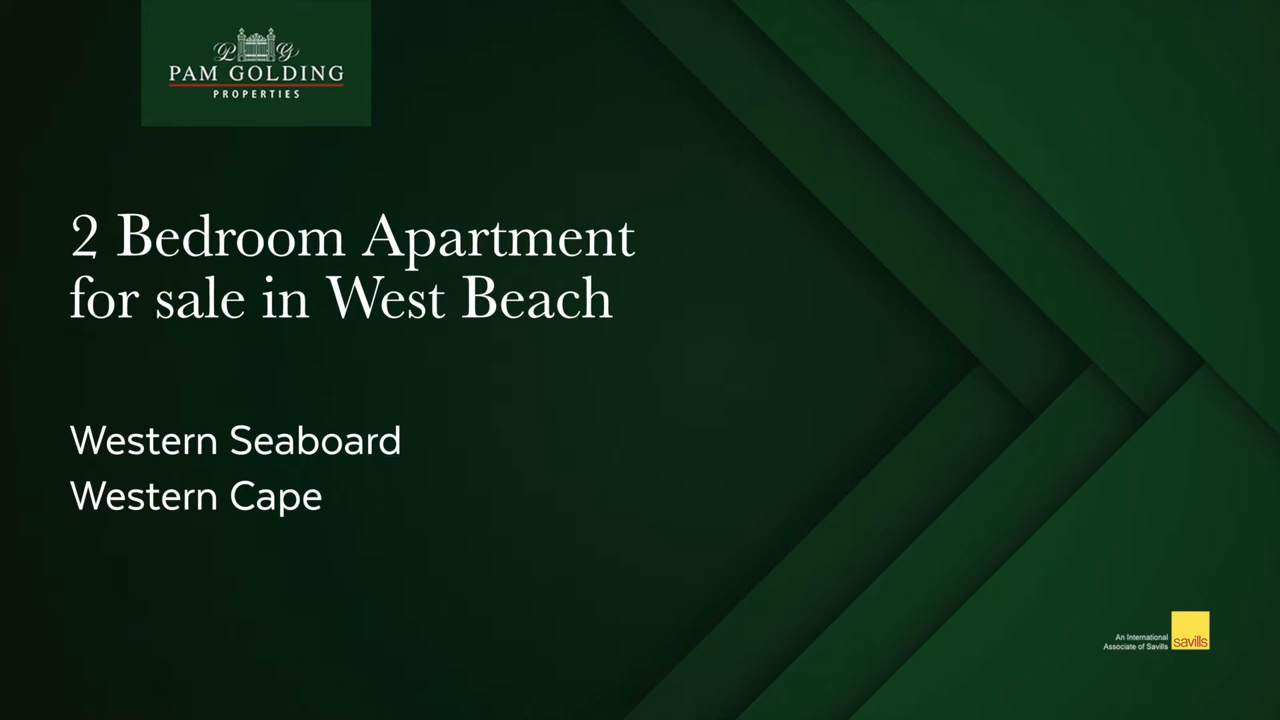 P G
PAM GOLDING
PROPERTIES
2 Bedroom Apartment
for sale in West Beach
Western Seaboard
Western Cape
An International
Associate of Savills
savills